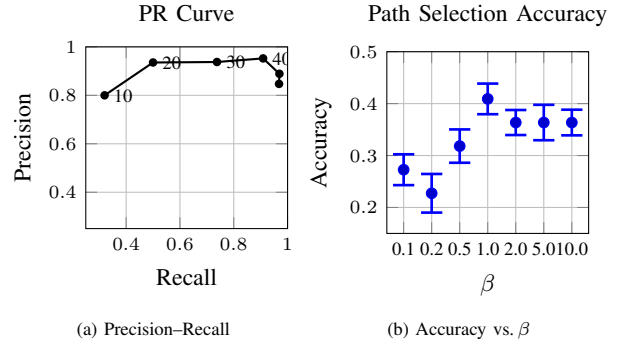 PR Curve
1
0.8
0.6
0.4
Precision
10
20
30
40
0.4
0.6
0.8
1
Recall
(a) Precision–Recall
Path Selection Accuracy
0.5
0.4
0.3
0.2
Accuracy
0.1 0.2 0.5 1.0 2.0 5.0 10.0
β
(b) Accuracy vs. β